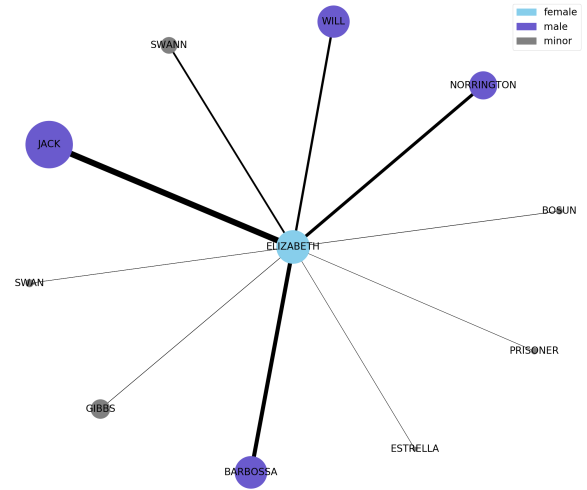 female
male
minor
WILL
SWANN
NORRINGTON
JACK
BOSUN
ELIZABETH
SWAN
PRISONER
GIBBS
ESTRELLA
BARBOSSA